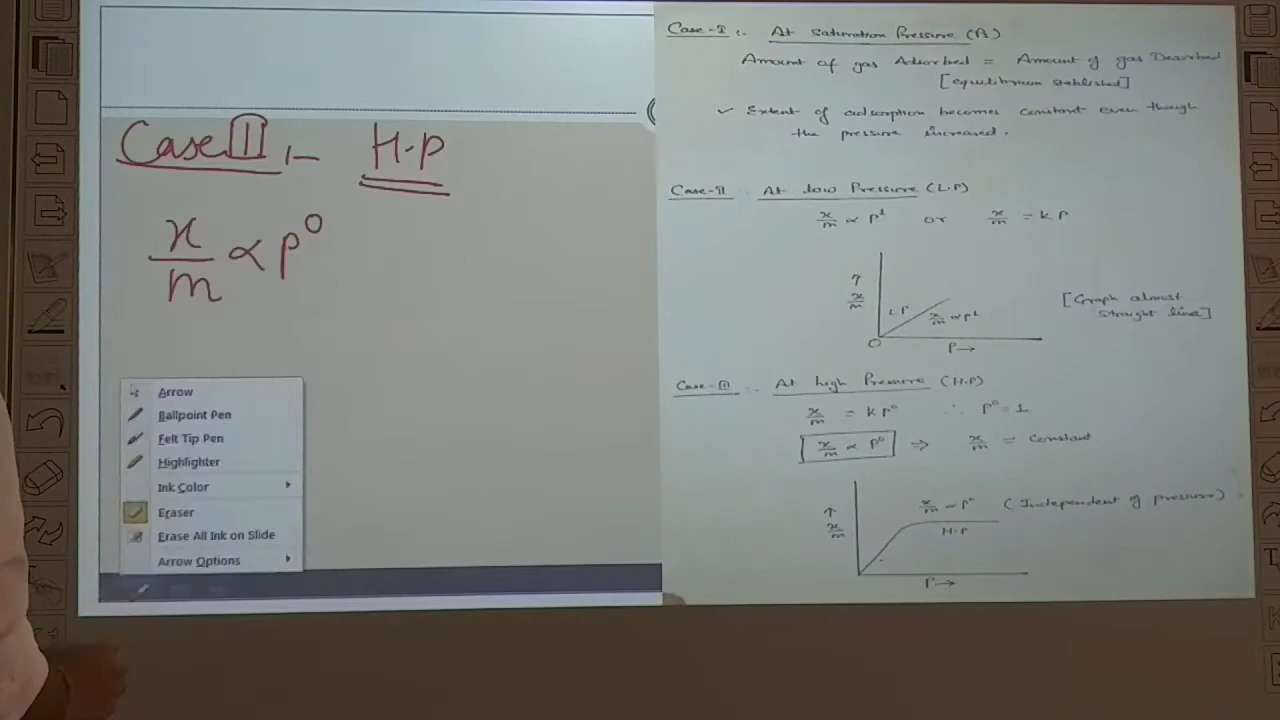 Case III :- H.P
x/m ∝ p⁰
Arrow
Ballpoint Pen
Felt Tip Pen
Highlighter
Ink Color
Eraser
Erase All Ink on Slide
Arrow Options
Case-I :- At saturation Pressure (A)
Amount of gas Adsorbed = Amount of gas Desorbed
[equilibrium stablished]
✓ Extent of adsorption becomes constant even though
the pressure increased.
Case-II :- At low Pressure (L.P)
x/m ∝ p¹ or x/m = k p
↑ x/m
L P
x/m ∝ p¹
[Graph almost
straight line]
O
P→
Case-III :- At high Pressure (H.P)
x/m = k p⁰ ∴ p⁰ = 1
x/m ∝ p⁰ ⇒ x/m = Constant
x/m ∝ p⁰ (Independent of pressure)
↑ x/m
H.P
P→